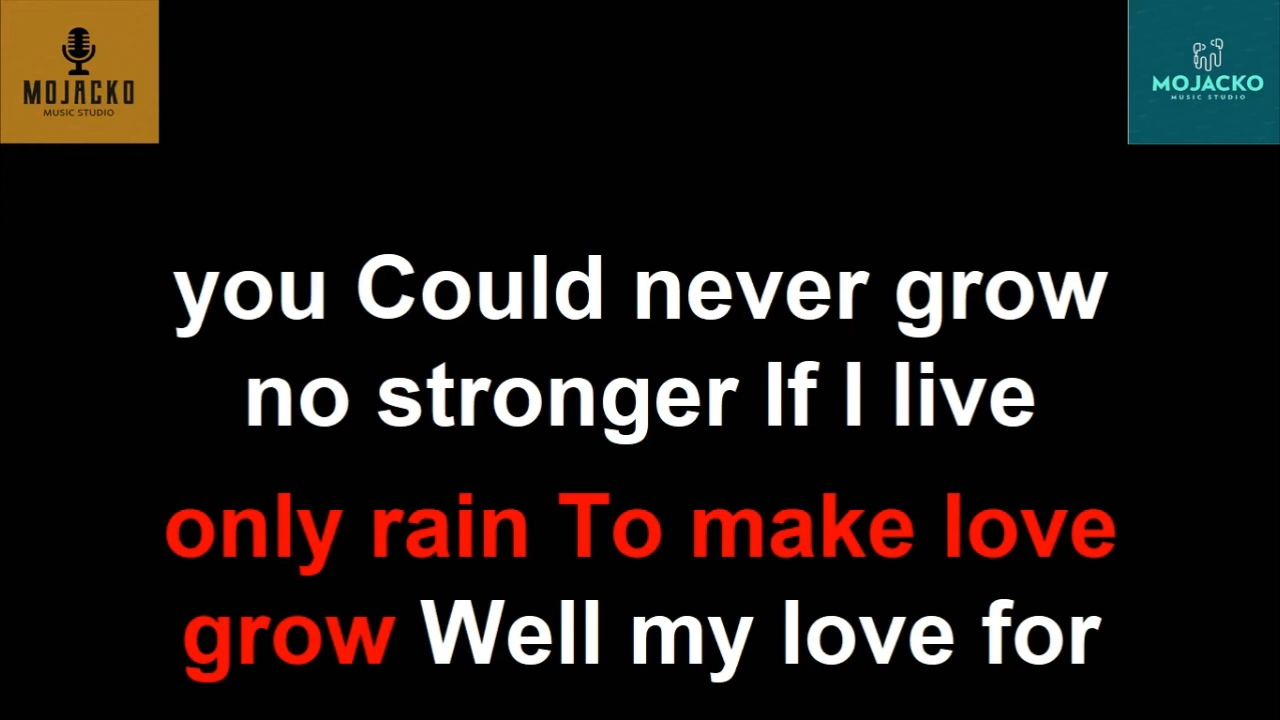 MOJACKO
MUSIC STUDIO
MOJACKO
MUSIC STUDIO
you Could never grow
no stronger If I live
only rain To make love
grow Well my love for